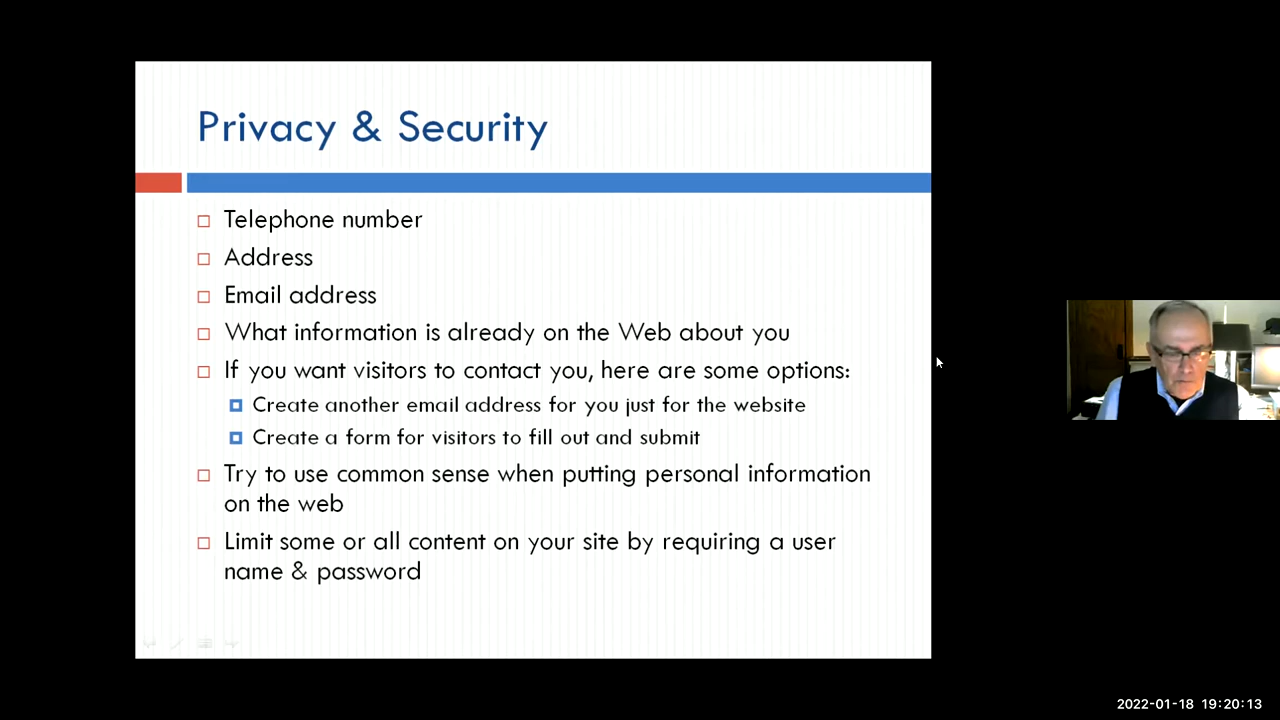 Privacy & Security
Telephone number
Address
Email address
What information is already on the Web about you
If you want visitors to contact you, here are some options:
Create another email address for you just for the website
Create a form for visitors to fill out and submit
Try to use common sense when putting personal information
on the web
Limit some or all content on your site by requiring a user
name & password
2022-01-18 19:20:13